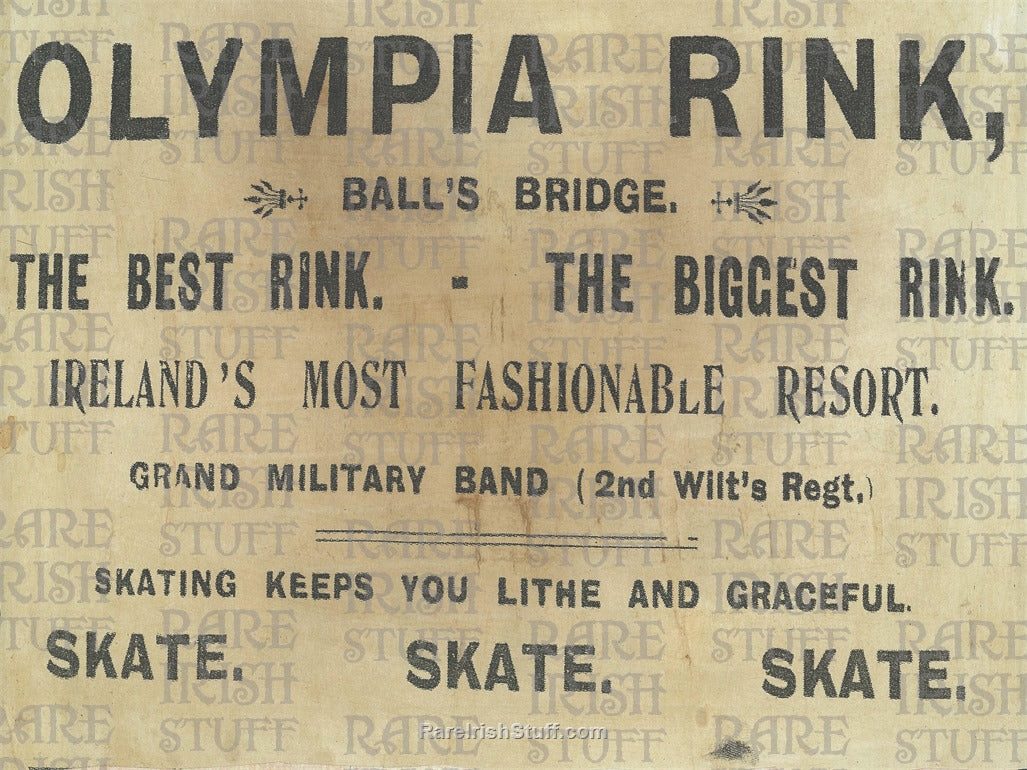 OLYMPIA RINK,
BALL'S BRIDGE.
THE BEST RINK. - THE BIGGEST RINK.
IRELAND'S MOST FASHIONABLE RESORT.
GRAND MILITARY BAND (2nd Wilt's Regt.)
SKATING KEEPS YOU LITHE AND GRACEFUL.
SKATE. SKATE. SKATE.
RareIrishStuff.com